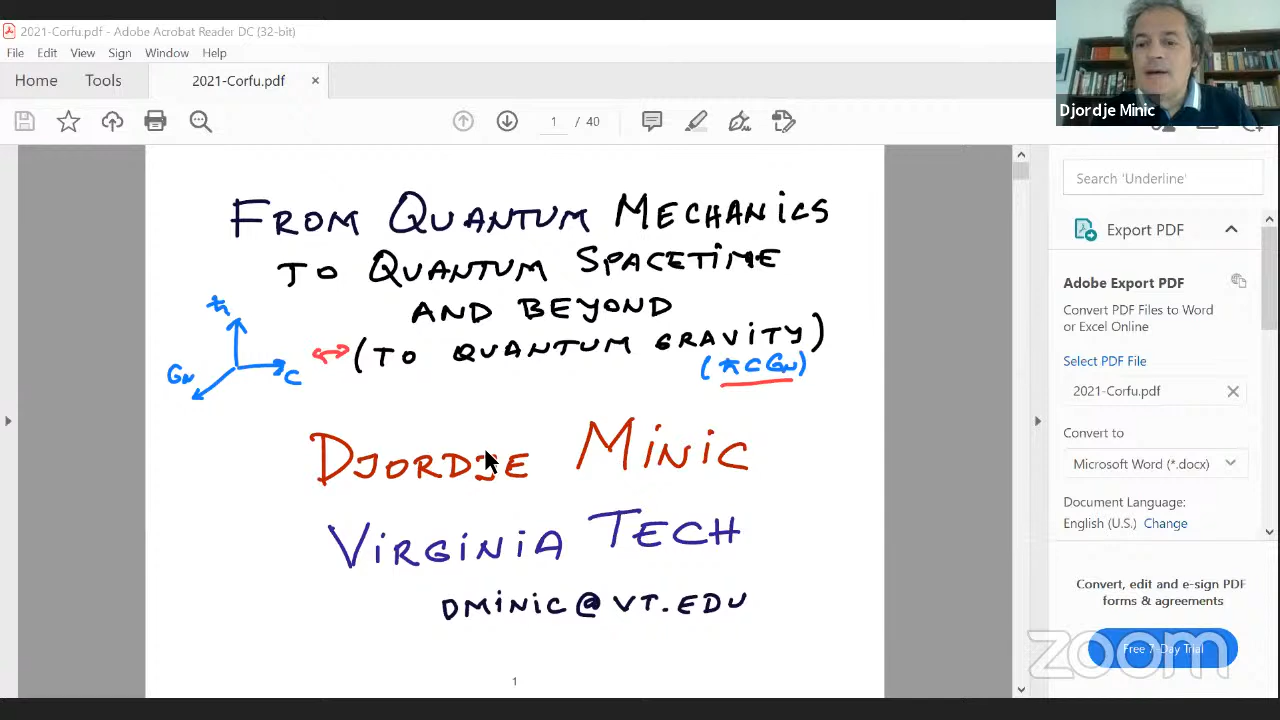 2021-Corfu.pdf - Adobe Acrobat Reader DC (32-bit)
File Edit View Sign Window Help
Home Tools 2021-Corfu.pdf ×
1 / 40
Djordje Minic
FROM QUANTUM MECHANICS
TO QUANTUM SPACETIME
AND BEYOND
(TO QUANTUM GRAVITY)
(ℏ C GN)
ℏ
GN
C
DJORDJE MINIC
VIRGINIA TECH
DMINIC@VT.EDU
1
Search 'Underline'
Export PDF
Adobe Export PDF
Convert PDF Files to Word
or Excel Online
Select PDF File
2021-Corfu.pdf
Convert to
Microsoft Word (*.docx)
Document Language:
English (U.S.) Change
Convert, edit and e-sign PDF
forms & agreements
Free 7-Day Trial
zoom